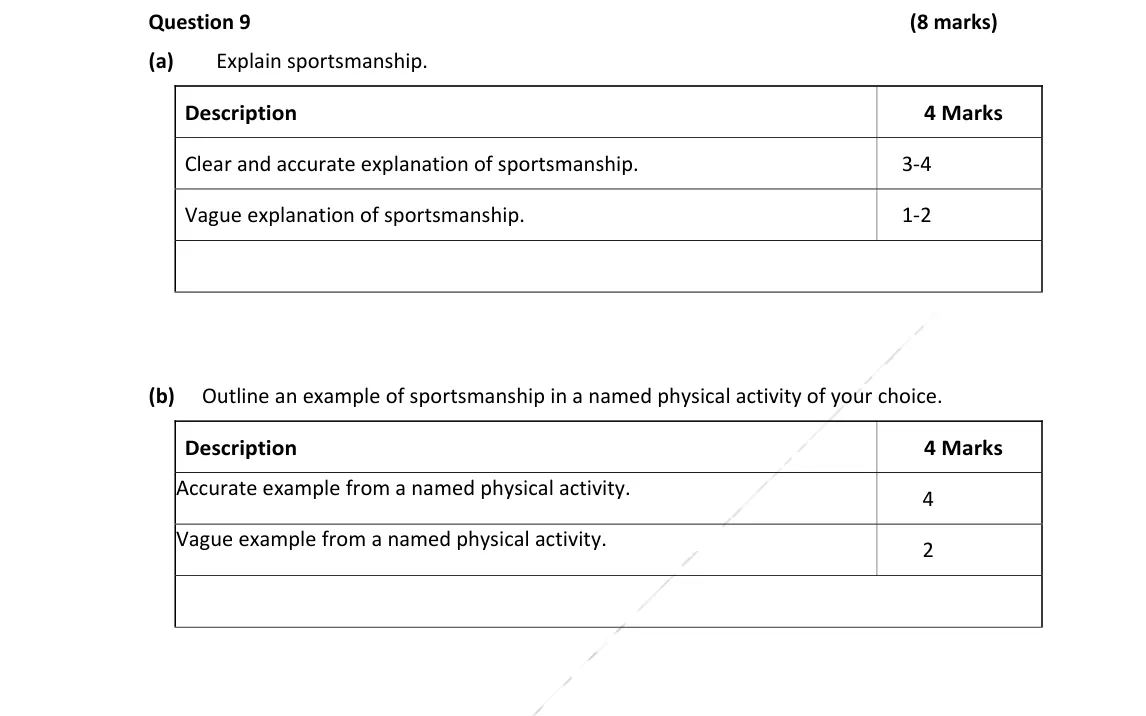 Question 9 (8 marks)
(a) Explain sportsmanship.
Description 4 Marks
Clear and accurate explanation of sportsmanship. 3-4
Vague explanation of sportsmanship. 1-2
(b) Outline an example of sportsmanship in a named physical activity of your choice.
Description 4 Marks
Accurate example from a named physical activity. 4
Vague example from a named physical activity. 2